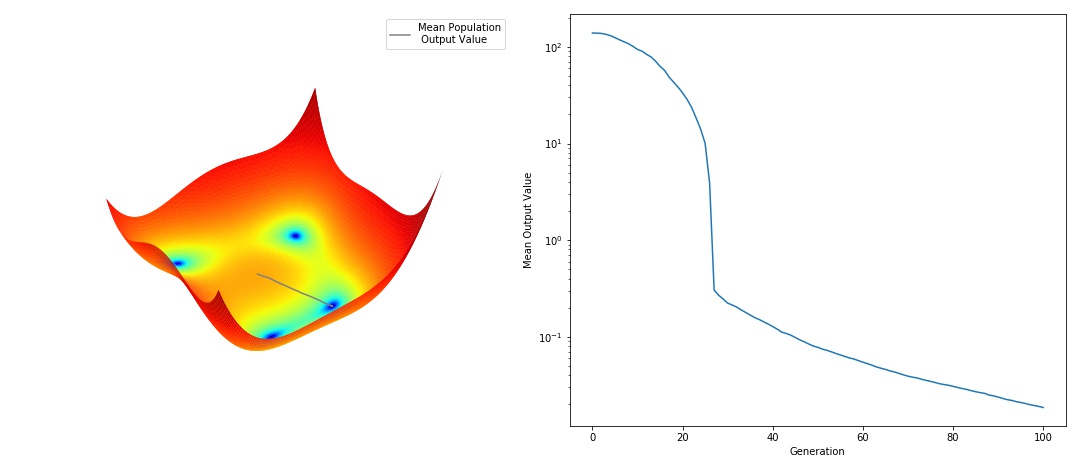 Mean Population
Output Value
10²
10¹
10⁰
10⁻¹
Mean Output Value
0 20 40 60 80 100
Generation